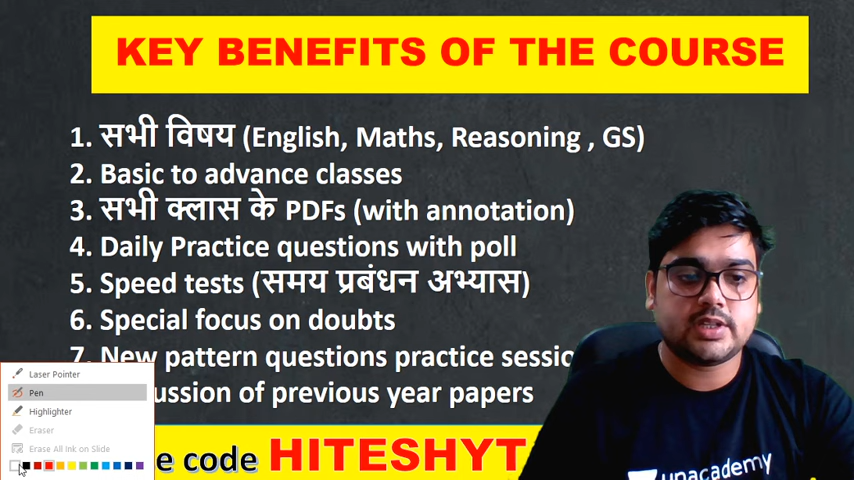 KEY BENEFITS OF THE COURSE
1. सभी विषय (English, Maths, Reasoning , GS)
2. Basic to advance classes
3. सभी क्लास के PDFs (with annotation)
4. Daily Practice questions with poll
5. Speed tests (समय प्रबंधन अभ्यास)
6. Special focus on doubts
7. New pattern questions practice
of previous year papers
Laser Pointer
Pen
Highlighter
Eraser
Erase All Ink on Slide
code HITESHYT
unacademy